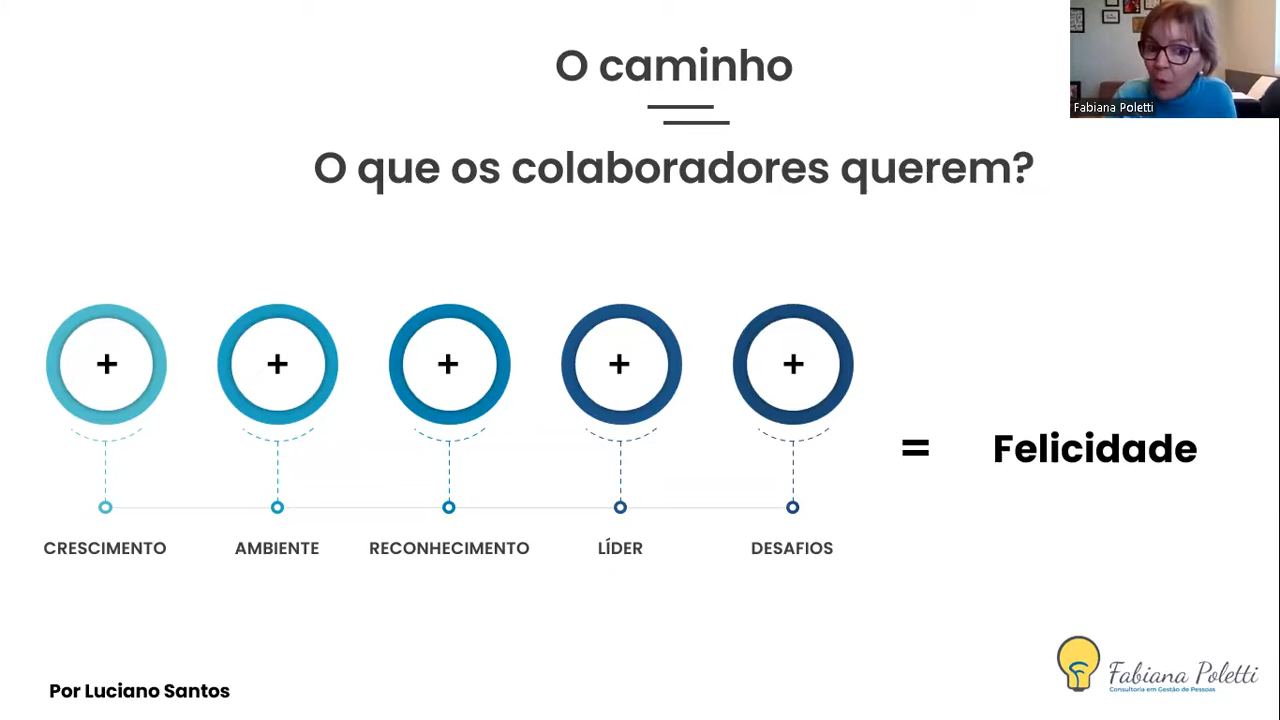 O caminho
O que os colaboradores querem?
Fabiana Poletti
+ + + + +
= Felicidade
CRESCIMENTO AMBIENTE RECONHECIMENTO LÍDER DESAFIOS
Por Luciano Santos
Fabiana Poletti
Consultoria em Gestão de Pessoas